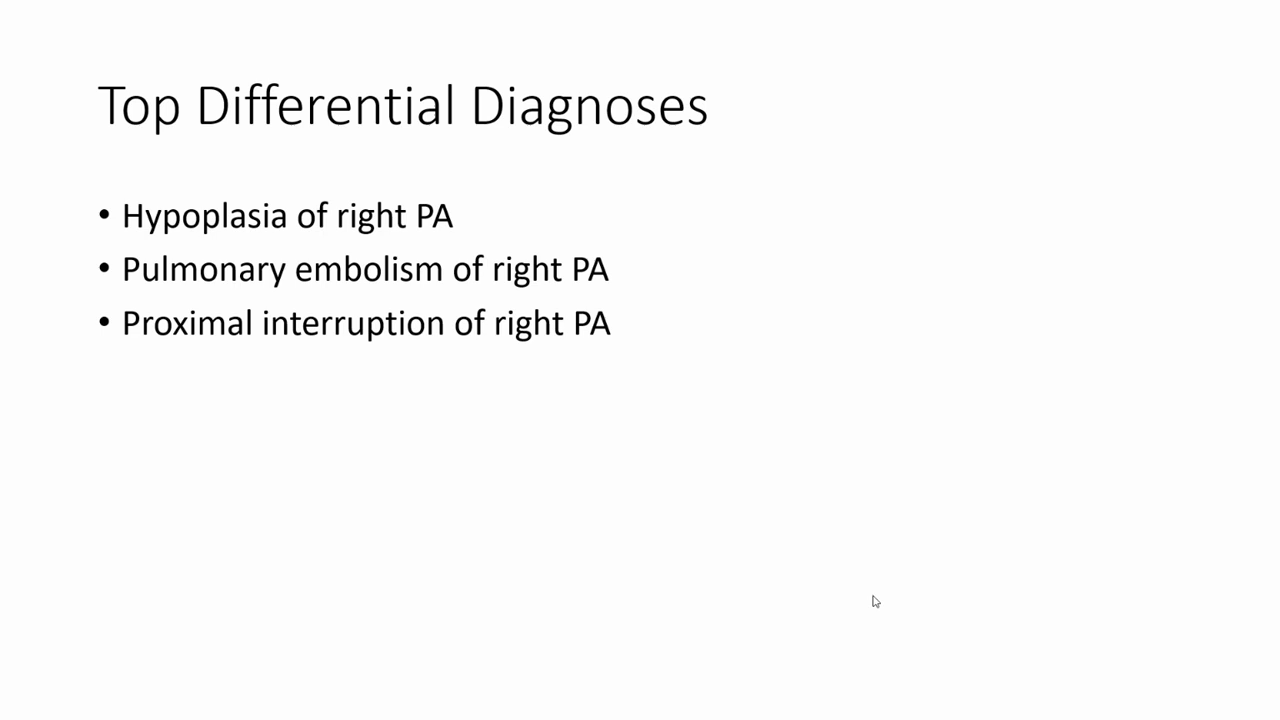 Top Differential Diagnoses
• Hypoplasia of right PA
• Pulmonary embolism of right PA
• Proximal interruption of right PA